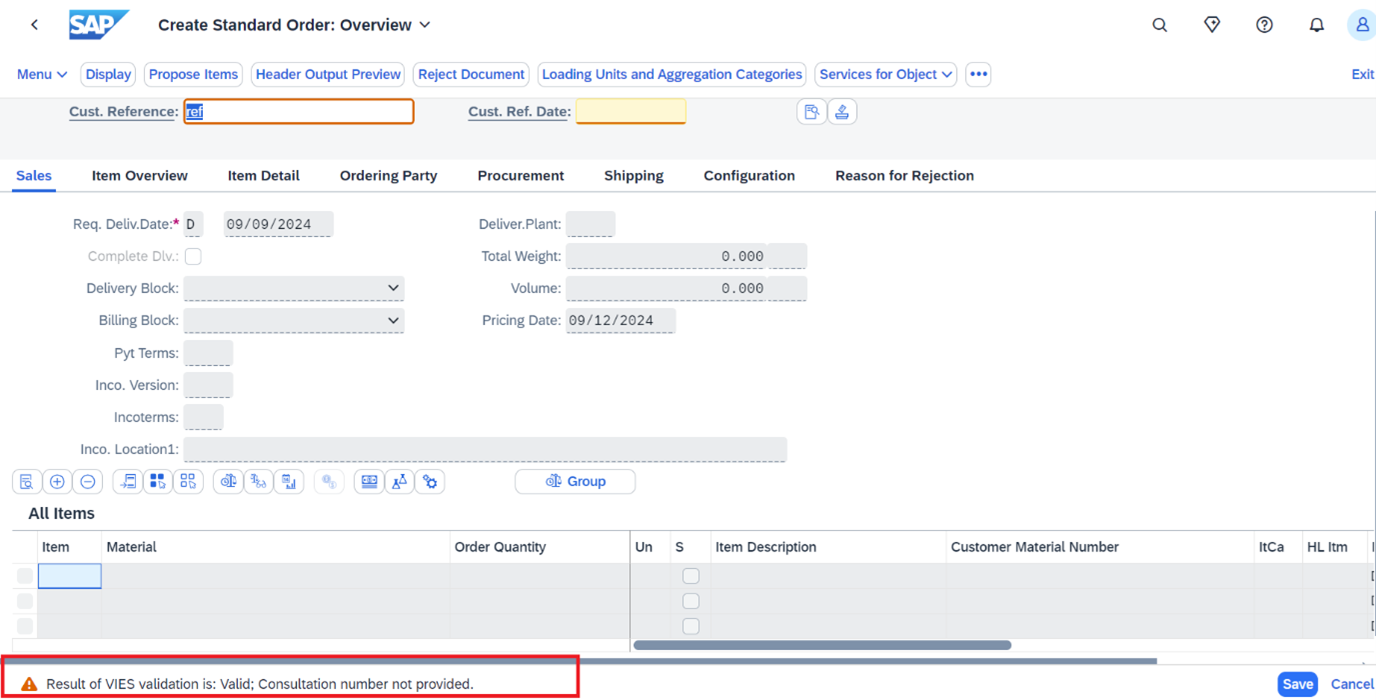 SAP Create Standard Order: Overview
Menu Display Propose Items Header Output Preview Reject Document Loading Units and Aggregation Categories Services for Object ••• Exit
Cust. Reference: ref Cust. Ref. Date:
Sales Item Overview Item Detail Ordering Party Procurement Shipping Configuration Reason for Rejection
Req. Deliv.Date:* D 09/09/2024 Deliver.Plant:
Complete Dlv.: Total Weight: 0.000
Delivery Block: Volume: 0.000
Billing Block: Pricing Date: 09/12/2024
Pyt Terms:
Inco. Version:
Incoterms:
Inco. Location1:
Group
All Items
Item Material Order Quantity Un S Item Description Customer Material Number ItCa HL Itm
Result of VIES validation is: Valid; Consultation number not provided. Save Cancel